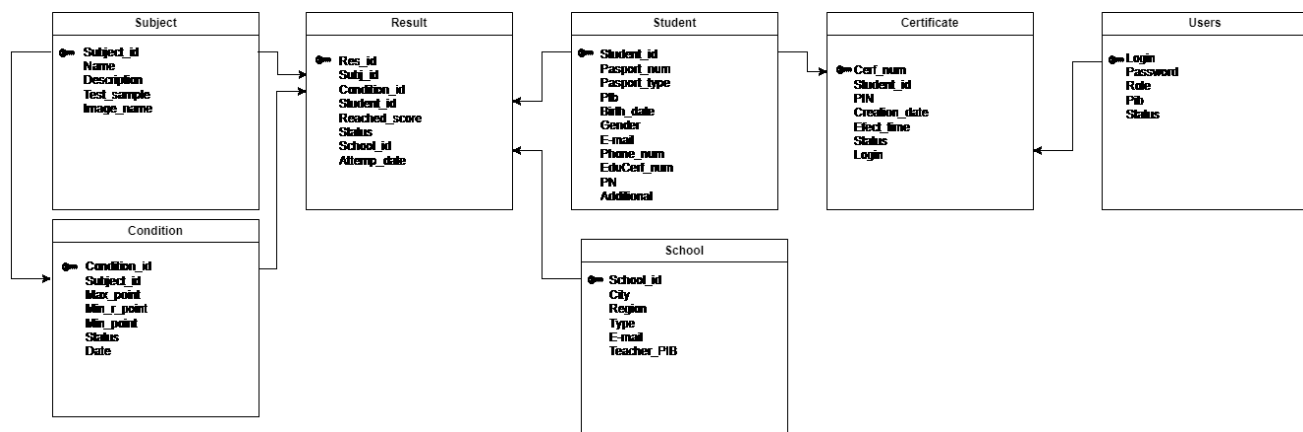 Subject
Subject_id
Name
Description
Test_sample
Image_name
Result
Res_id
Subj_id
Condition_id
Student_id
Reached_score
Status
School_id
Attemp_date
Student
Student_id
Pasport_num
Pasport_type
Pib
Birth_date
Gender
E-mail
Phone_num
EduCerf_num
PN
Additional
Certificate
Cerf_num
Student_id
PIN
Creation_date
Efect_time
Status
Login
Users
Login
Password
Role
Pib
Status
Condition
Condition_id
Subject_id
Max_point
Min_r_point
Min_point
Status
Date
School
School_id
City
Region
Type
E-mail
Teacher_PIB